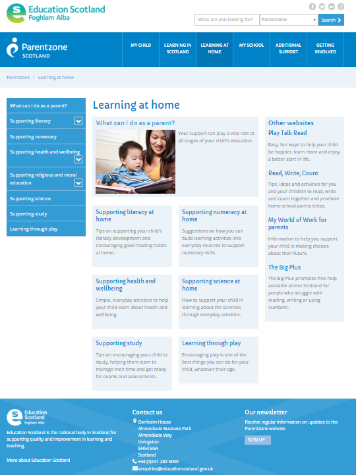 Education Scotland
Foghlam Alba
What are you looking for?
Parentzone
Search
Parentzone
SCOTLAND
MY CHILD
LEARNING IN
SCOTLAND
LEARNING AT
HOME
MY SCHOOL
ADDITIONAL
SUPPORT
GETTING
INVOLVED
Parentzone
Learning at home
What can I do as a parent?
Supporting literacy
Supporting numeracy
Supporting health and wellbeing
Supporting religious and moral
education
Supporting science
Supporting study
Learning through play
Learning at home
What can I do as a parent?
Your support can play a vital role at
all stages of your child's education.
Supporting literacy at
home
Tips on supporting your child's
literacy development and
encouraging good reading habits
at home.
Supporting numeracy at
home
Suggestions on how you can
build learning activities into
everyday routines to support
numeracy skills.
Supporting health and
wellbeing
Simple, everyday activities to help
your child learn about health and
wellbeing.
Supporting science at
home
How to support your child in
learning about the sciences
through everyday activities.
Supporting study
Tips on encouraging your child to
study, helping them learn to
manage their time and get ready
for exams and assessments.
Learning through play
Encouraging play is one of the
best things you can do for your
child, whatever their age.
Other websites
Play Talk Read
Easy, fun ways to help your child
be happier, learn more and enjoy
a better start in life.
Read, Write, Count
Tips, ideas and activities for you
and your children to read, write
and count together and promote
home school partnerships.
My World of Work for
parents
Information to help you support
your child in making choices
about their future.
The Big Plus
The Big Plus promotes free help
available across Scotland for
people who struggle with
reading, writing or using
numbers.
Education
Scotland
Foghlam Alba
Education Scotland is the national body in Scotland for
supporting quality and improvement in learning and
teaching.
More about Education Scotland
Contact us
Denholm House
Almondvale Business Park
Almondvale Way
Livingston
EH54 6GA
Scotland
enquiries@educationscotland.gov.uk
Our newsletter
Receive regular information on updates to the
Parentzone website
SIGN UP